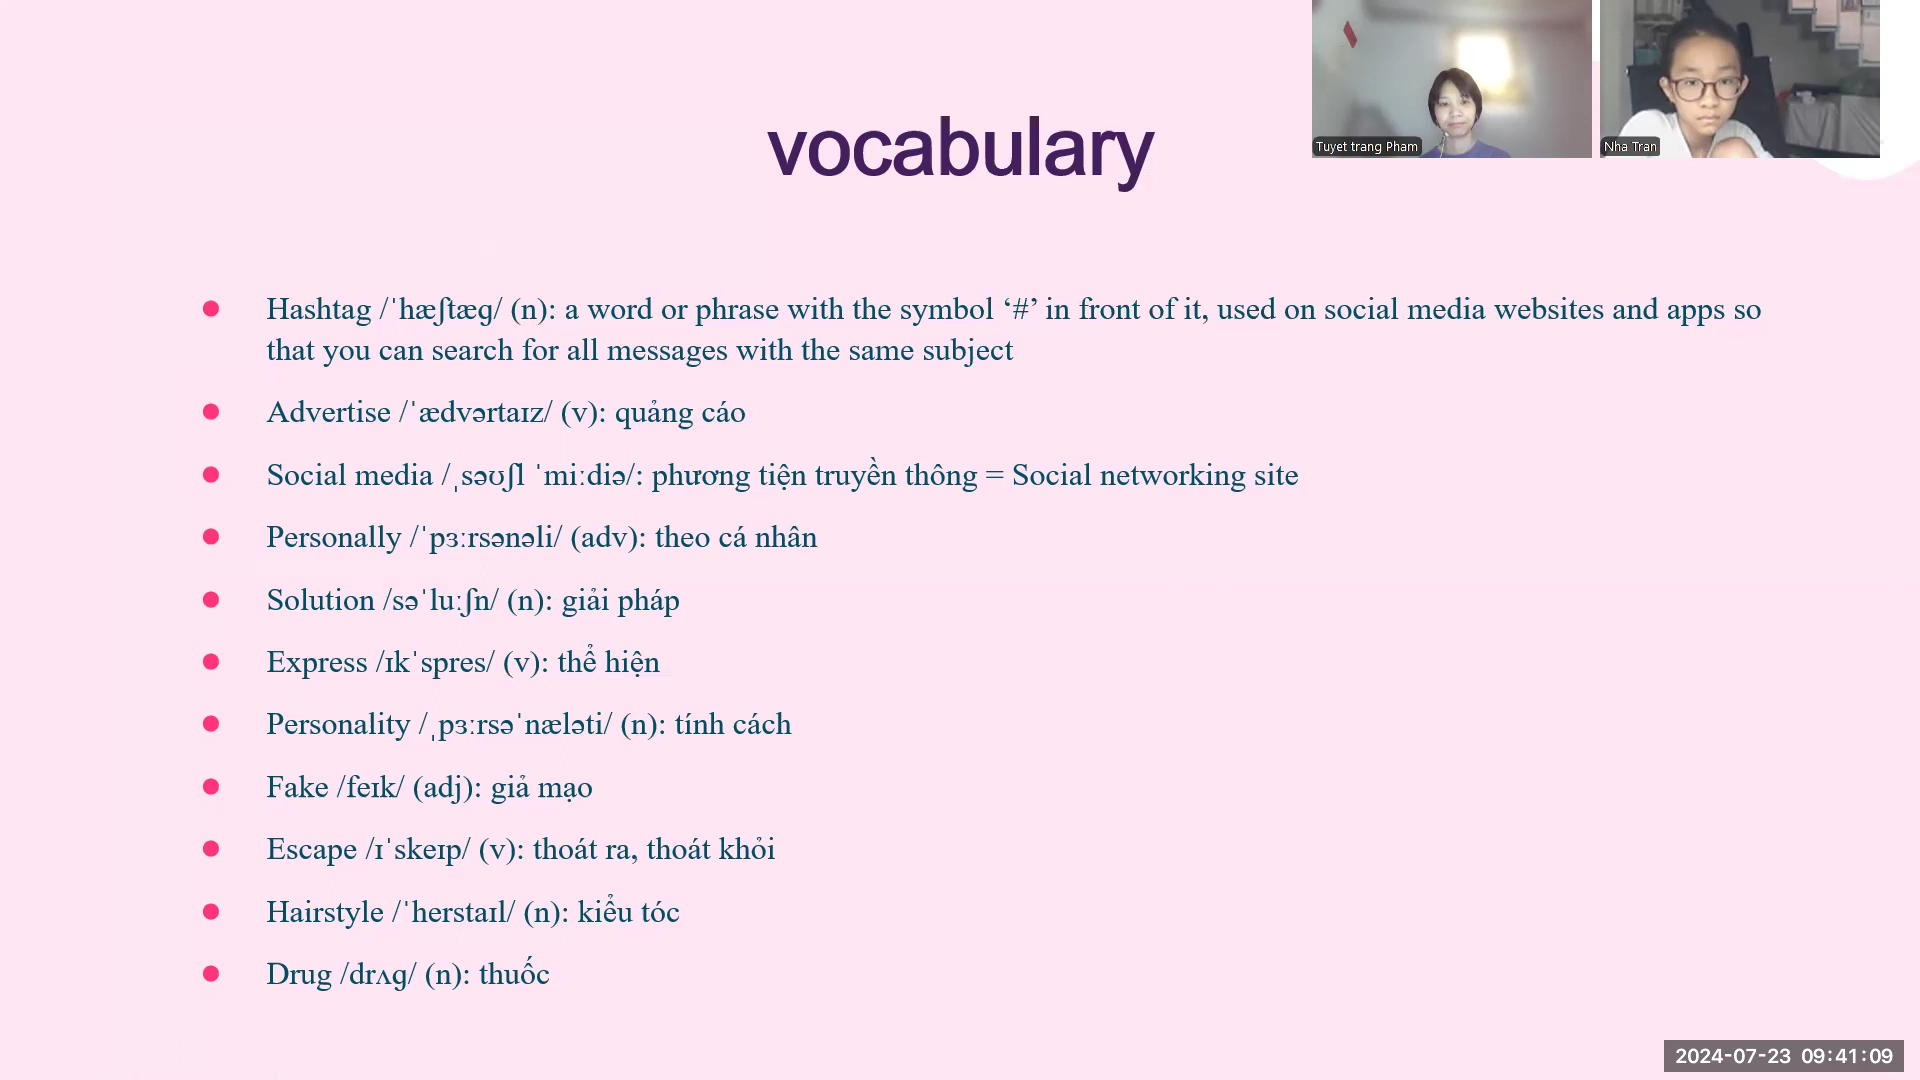 Tuyet trang Pham
Nha Tran
vocabulary
Hashtag /ˈhæʃtæɡ/ (n): a word or phrase with the symbol ‘#’ in front of it, used on social media websites and apps so
that you can search for all messages with the same subject
Advertise /ˈædvərtaɪz/ (v): quảng cáo
Social media /ˌsəʊʃl ˈmiːdiə/: phương tiện truyền thông = Social networking site
Personally /ˈpɜːrsənəli/ (adv): theo cá nhân
Solution /səˈluːʃn/ (n): giải pháp
Express /ɪkˈspres/ (v): thể hiện
Personality /ˌpɜːrsəˈnæləti/ (n): tính cách
Fake /feɪk/ (adj): giả mạo
Escape /ɪˈskeɪp/ (v): thoát ra, thoát khỏi
Hairstyle /ˈherstaɪl/ (n): kiểu tóc
Drug /drʌɡ/ (n): thuốc
2024-07-23 09:41:09